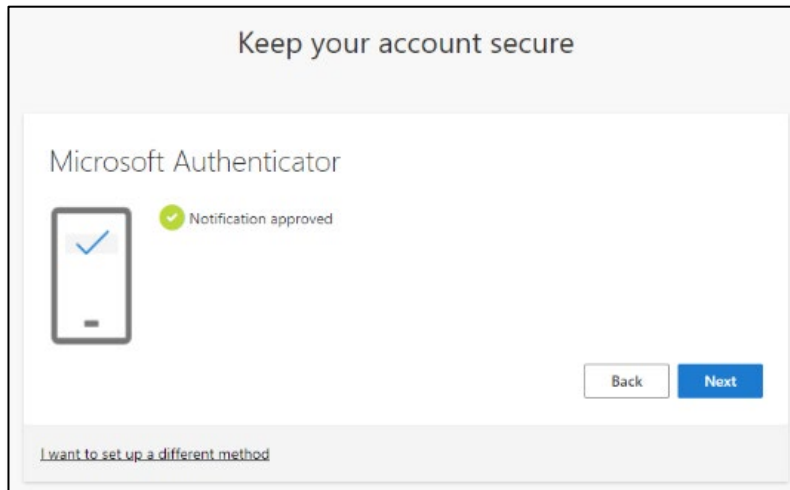 Keep your account secure
Microsoft Authenticator
Notification approved
Back
Next
I want to set up a different method